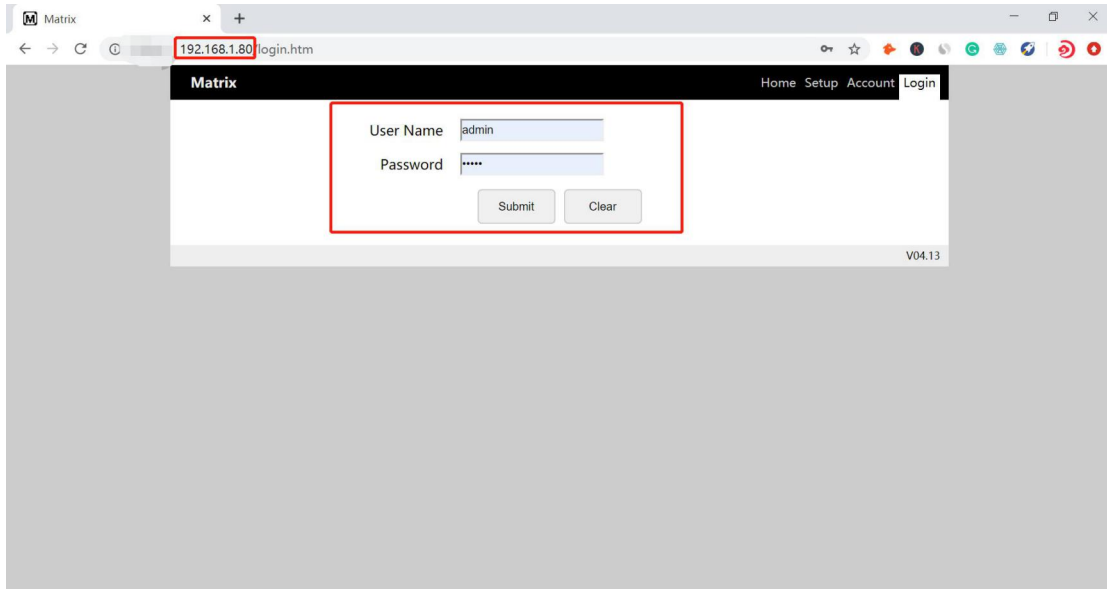 M Matrix
192.168.1.80/login.htm
Matrix
Home Setup Account Login
User Name admin
Password •••••
Submit Clear
V04.13